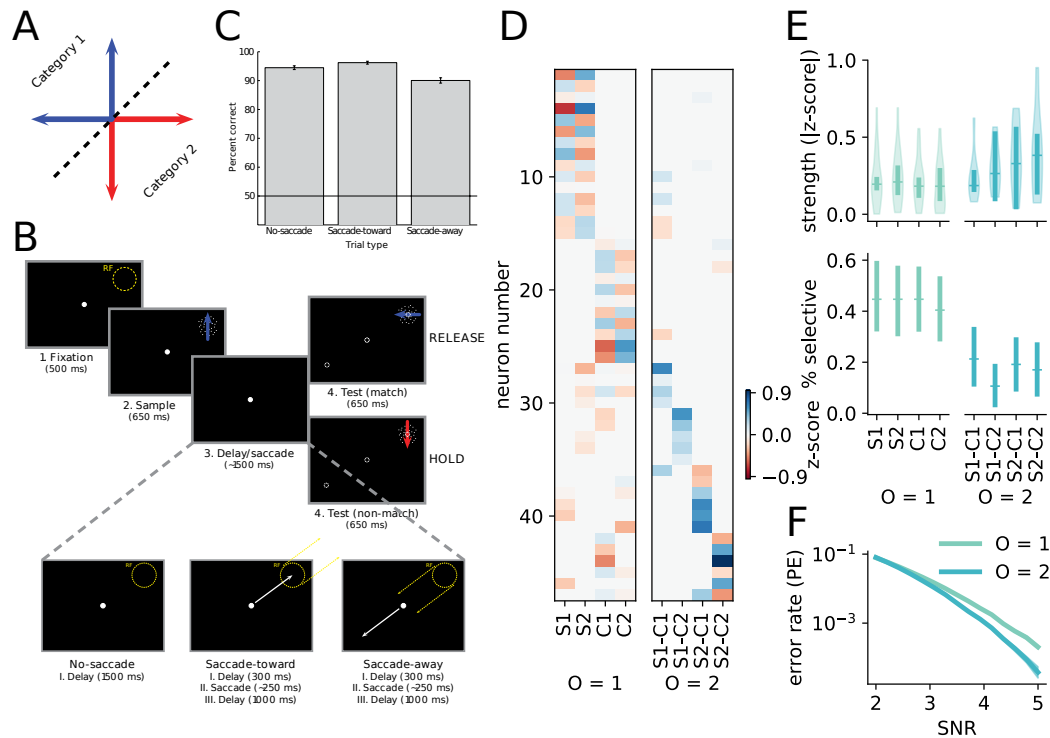 A
Category 1
Category 2
B
RF
1. Fixation
(500 ms)
2. Sample
(650 ms)
3. Delay/saccade
(~1500 ms)
4. Test (match)
(650 ms)
RELEASE
4. Test (non-match)
(650 ms)
HOLD
RF
No-saccade
I. Delay (1500 ms)
RF
Saccade-toward
I. Delay (300 ms)
II. Saccade (~250 ms)
III. Delay (1000 ms)
RF
Saccade-away
I. Delay (300 ms)
II. Saccade (~250 ms)
III. Delay (1000 ms)
C
Percent correct
100
90
80
70
60
50
No-saccade
Saccade-toward
Saccade-away
Trial type
D
neuron number
10
20
30
40
S1
S2
C1
C2
O = 1
S1-C1
S1-C2
S2-C1
S2-C2
O = 2
0.9
0.0
−0.9
z-score
E
strength (|z-score|)
1.0
0.5
0.0
% selective
0.6
0.4
0.2
0.0
S1
S2
C1
C2
O = 1
S1-C1
S1-C2
S2-C1
S2-C2
O = 2
F
error rate (PE)
10−1
10−3
2
3
4
5
SNR
O = 1
O = 2